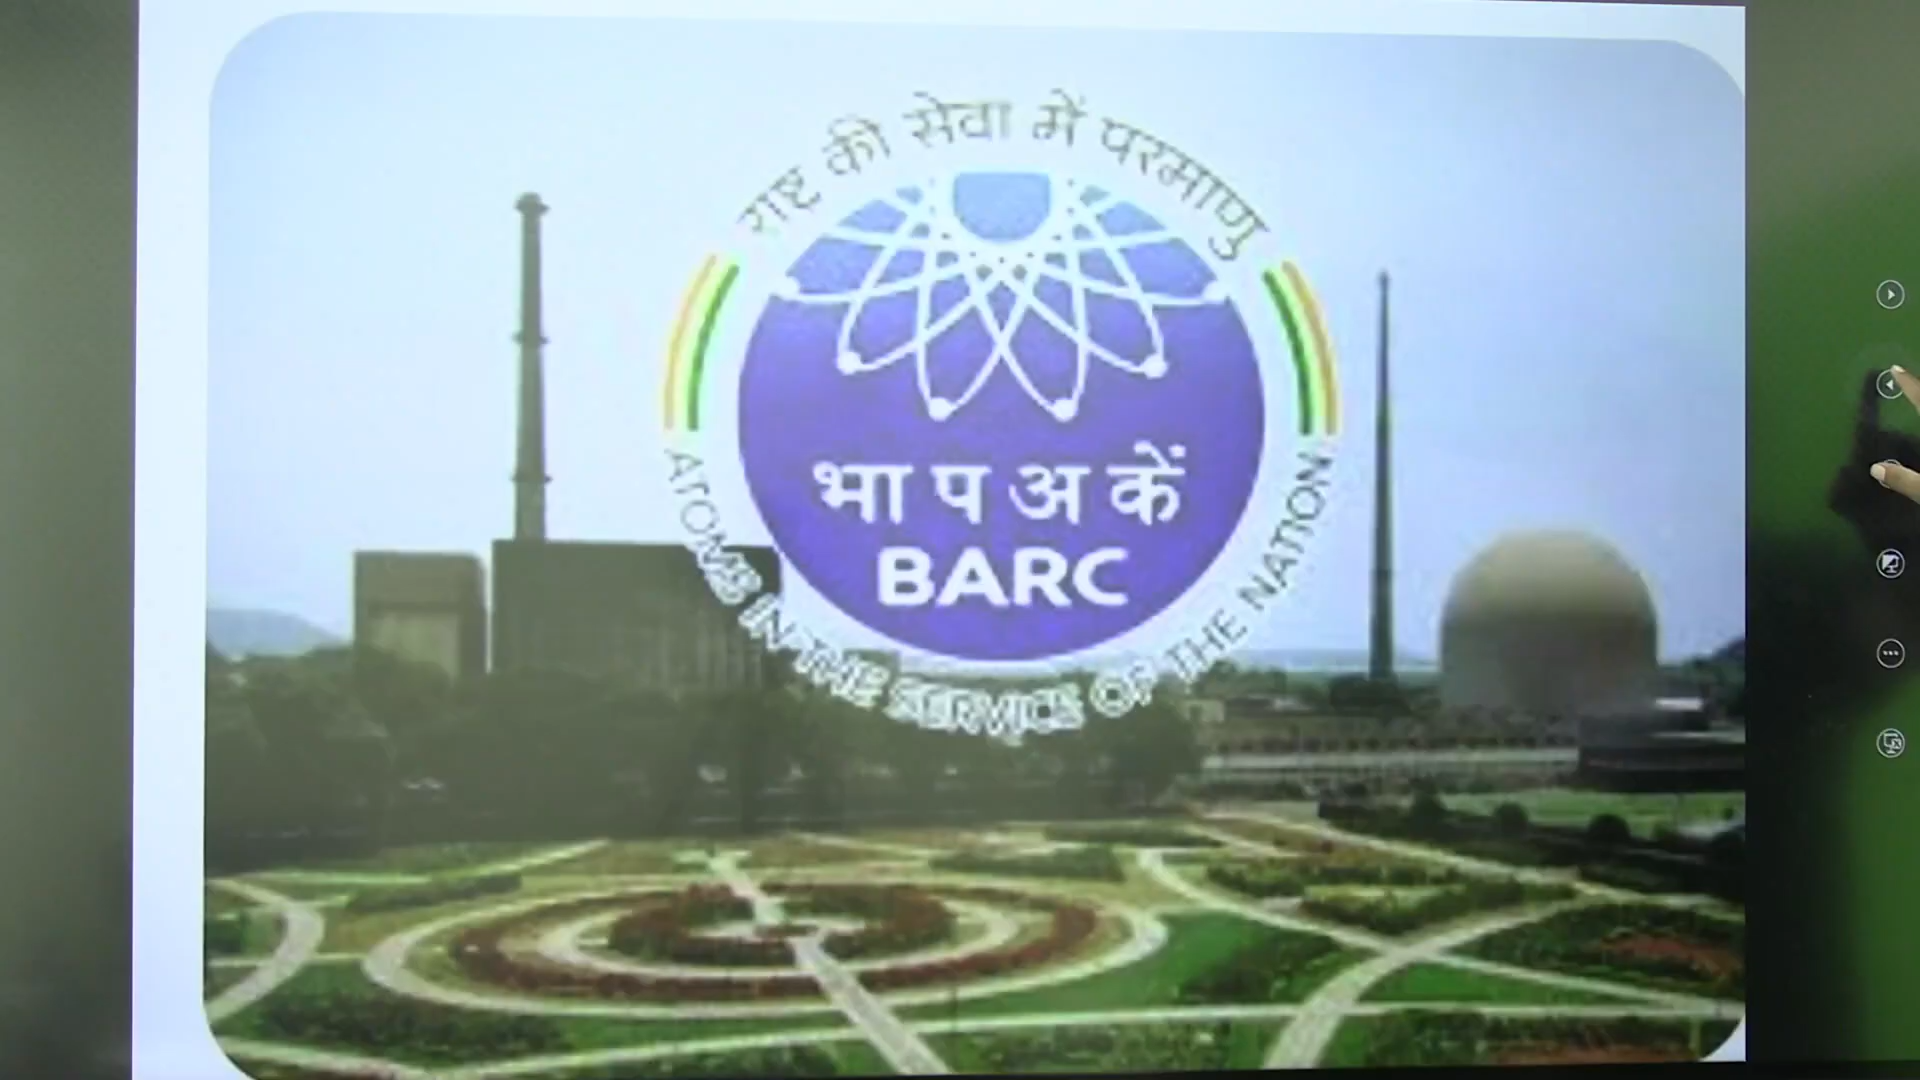 राष्ट्र की सेवा में परमाणु
भा प अ कें
BARC
ATOMS IN THE SERVICE OF THE NATION